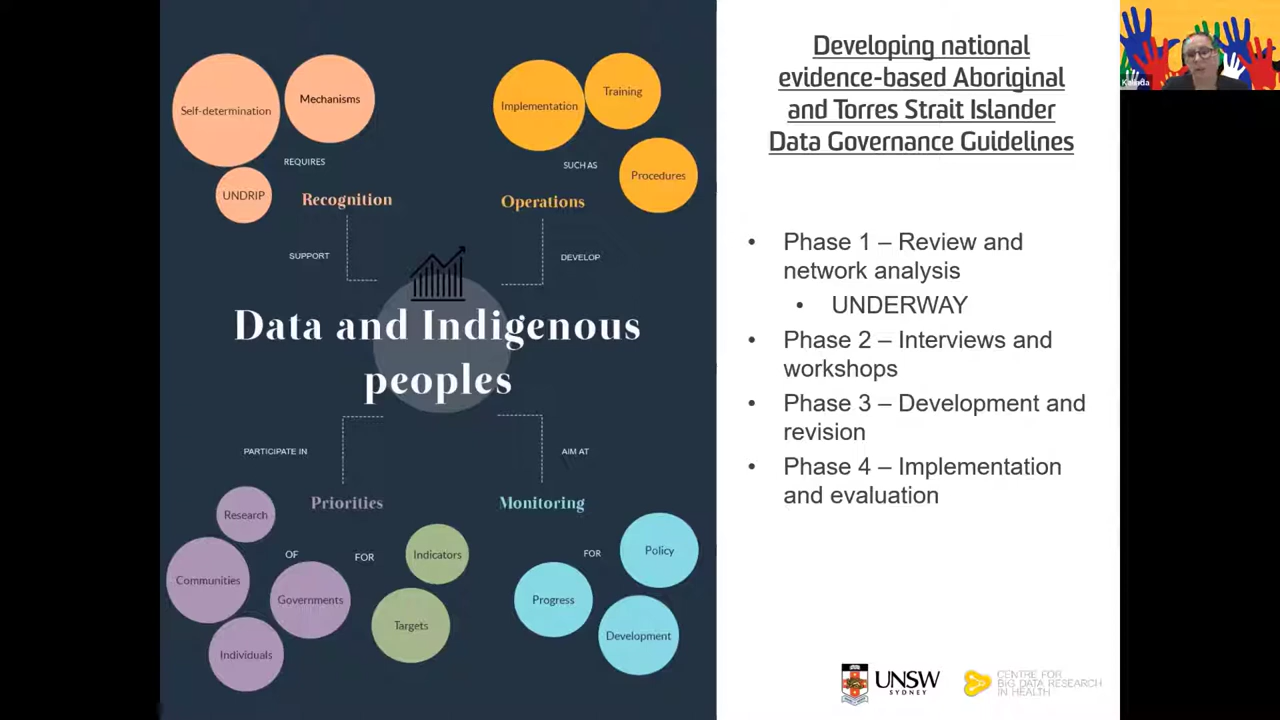 Self-determination
Mechanisms
UNDRIP
REQUIRES
Recognition
SUPPORT
Implementation
Training
Procedures
SUCH AS
Operations
DEVELOP
Data and Indigenous
peoples
PARTICIPATE IN
Priorities
Research
Communities
OF
Governments
Individuals
FOR
Indicators
Targets
AIM AT
Monitoring
FOR
Policy
Progress
Development
Developing national
evidence-based Aboriginal
and Torres Strait Islander
Data Governance Guidelines
• Phase 1 – Review and
network analysis
• UNDERWAY
• Phase 2 – Interviews and
workshops
• Phase 3 – Development and
revision
• Phase 4 – Implementation
and evaluation
UNSW
SYDNEY
CENTRE FOR
BIG DATA RESEARCH
IN HEALTH